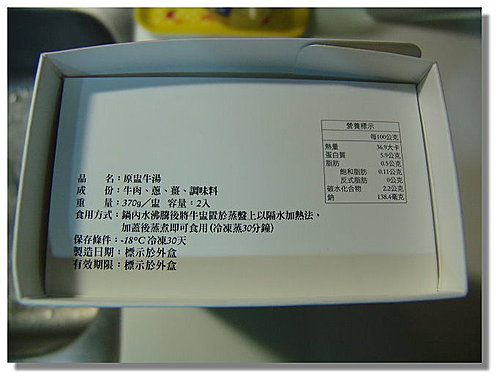 營養標示
每100公克
熱量 36.9大卡
蛋白質 5.9公克
脂肪 0.5公克
飽和脂肪 0.11公克
反式脂肪 0公克
碳水化合物 2.2公克
鈉 138.4毫克
品 名：原盅牛湯
成 份：牛肉、蔥、薑、調味料
重 量：370g/盅 容量：2入
食用方式：鍋內水沸騰後將牛盅置於蒸盤上以隔水加熱法，
加蓋後蒸煮即可食用(冷凍蒸30分鐘)
保存條件：-18°C 冷凍30天
製造日期：標示於外盒
有效期限：標示於外盒